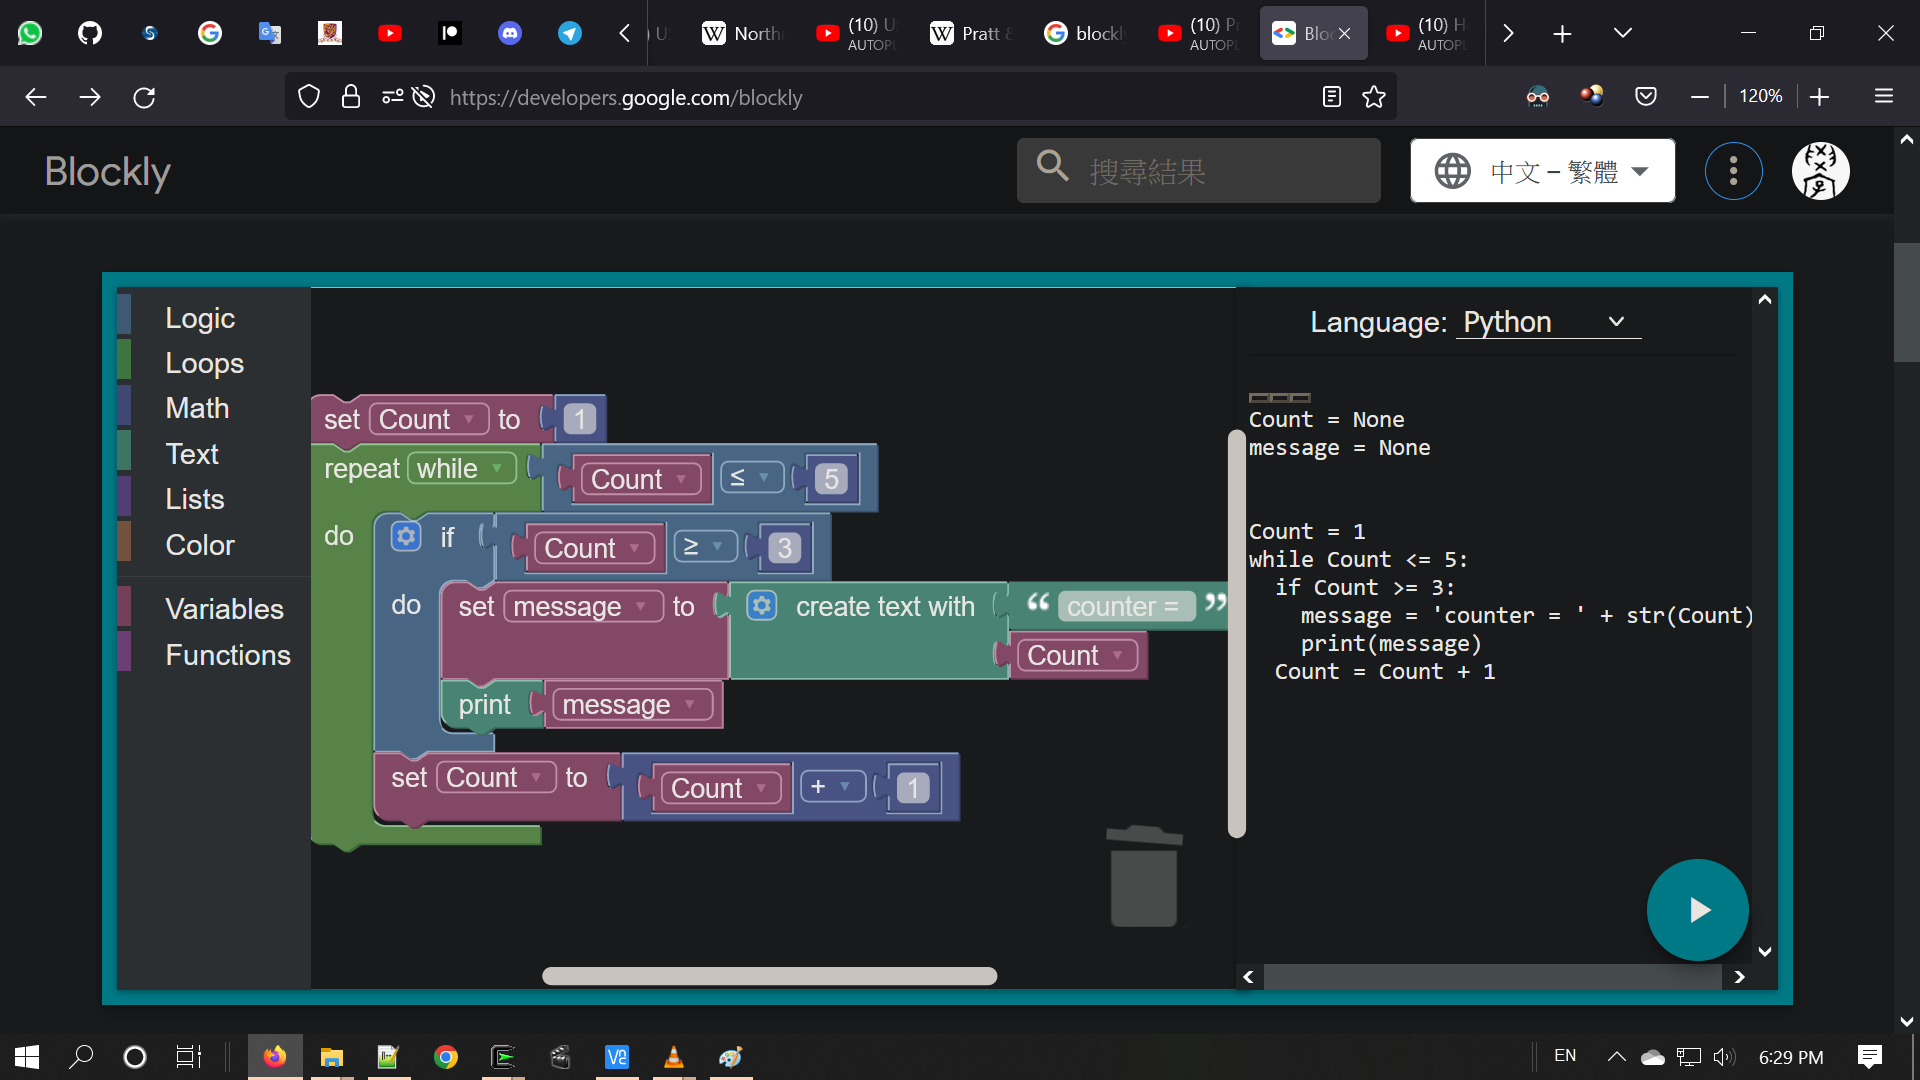 North
(10) U
AUTOPL
Pratt &
blockl
(10) P
AUTOPL
Blo
(10) H
AUTOPL
https://developers.google.com/blockly
120%
Blockly
搜尋結果
中文 – 繁體
Logic
Loops
Math
Text
Lists
Color
Variables
Functions
set Count to 1
repeat while Count ≤ 5
do if Count ≥ 3
do set message to create text with “ counter = ”
Count
print message
set Count to Count + 1
Language: Python
Count = None
message = None
Count = 1
while Count <= 5:
if Count >= 3:
message = 'counter = ' + str(Count)
print(message)
Count = Count + 1
EN
6:29 PM